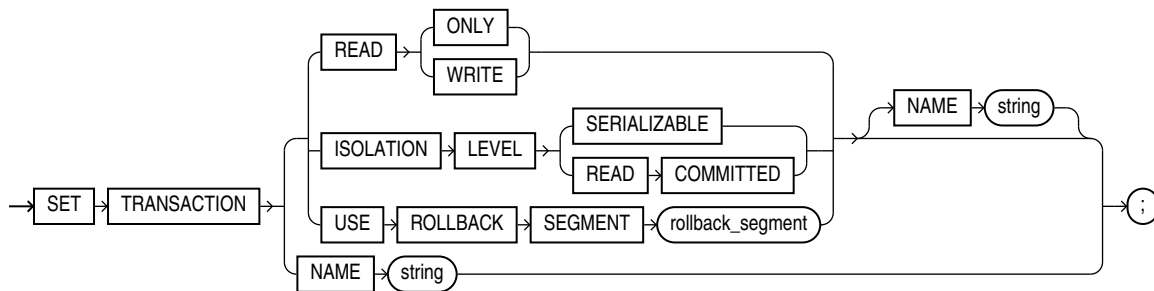 ONLY
READ
WRITE
NAME string
SERIALIZABLE
ISOLATION LEVEL
READ COMMITTED
SET TRANSACTION ;
USE ROLLBACK SEGMENT rollback_segment
NAME string